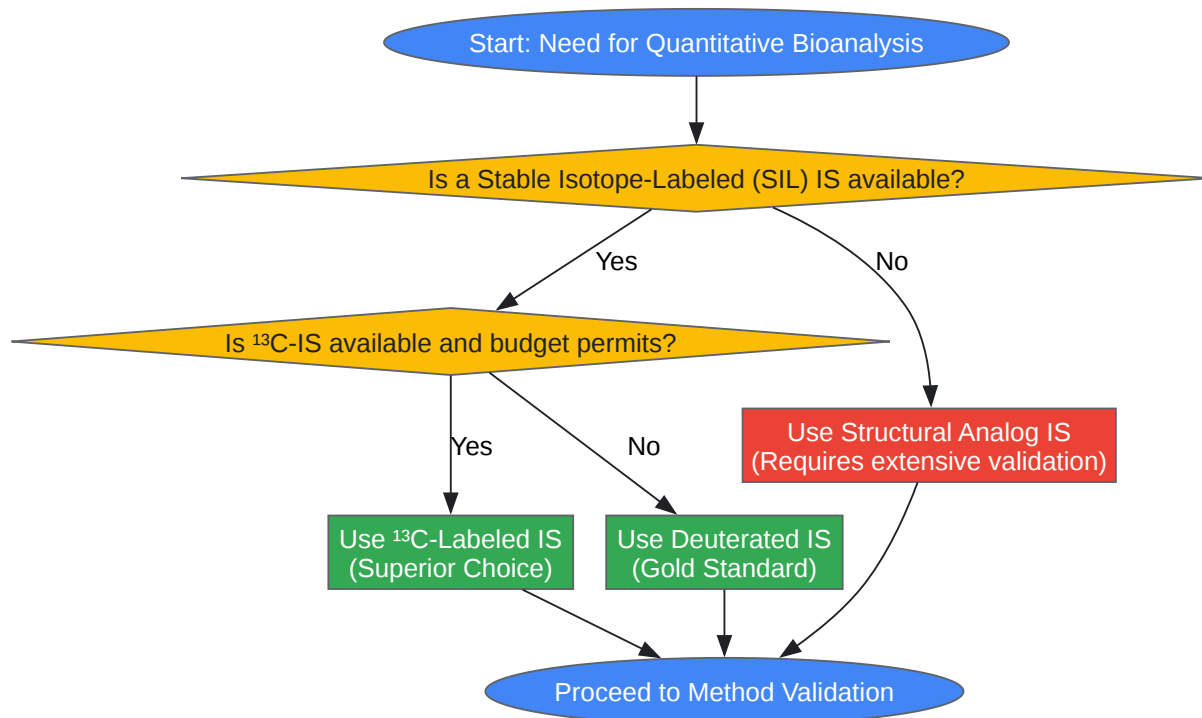 Start: Need for Quantitative Bioanalysis
Is a Stable Isotope-Labeled (SIL) IS available?
Yes
No
Is ¹³C-IS available and budget permits?
Yes
No
Use Structural Analog IS
(Requires extensive validation)
Use ¹³C-Labeled IS
(Superior Choice)
Use Deuterated IS
(Gold Standard)
Proceed to Method Validation